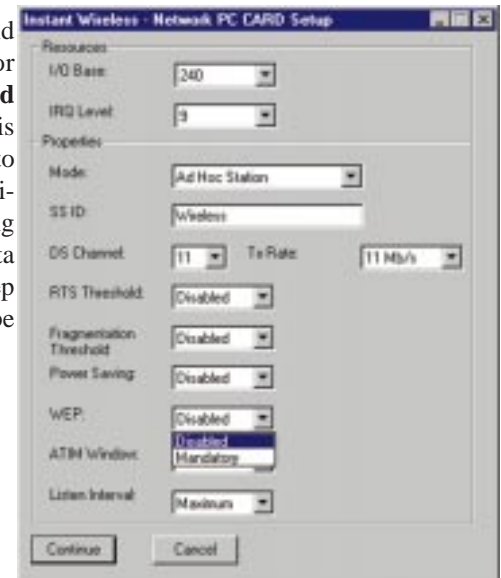 Instant Wireless - Network PC CARD Setup
Resources
I/O Base: 240
IRQ Level: 9
Properties
Mode: Ad Hoc Station
SS ID: Wireless
DS Channel: 11 Tx Rate: 11 Mb/s
RTS Threshold: Disabled
Fragmentation
Threshold Disabled
Power Saving: Disabled
WEP: Disabled
Disabled
ATIM Window: Mandatory
Listen Interval: Maximum
Continue Cancel